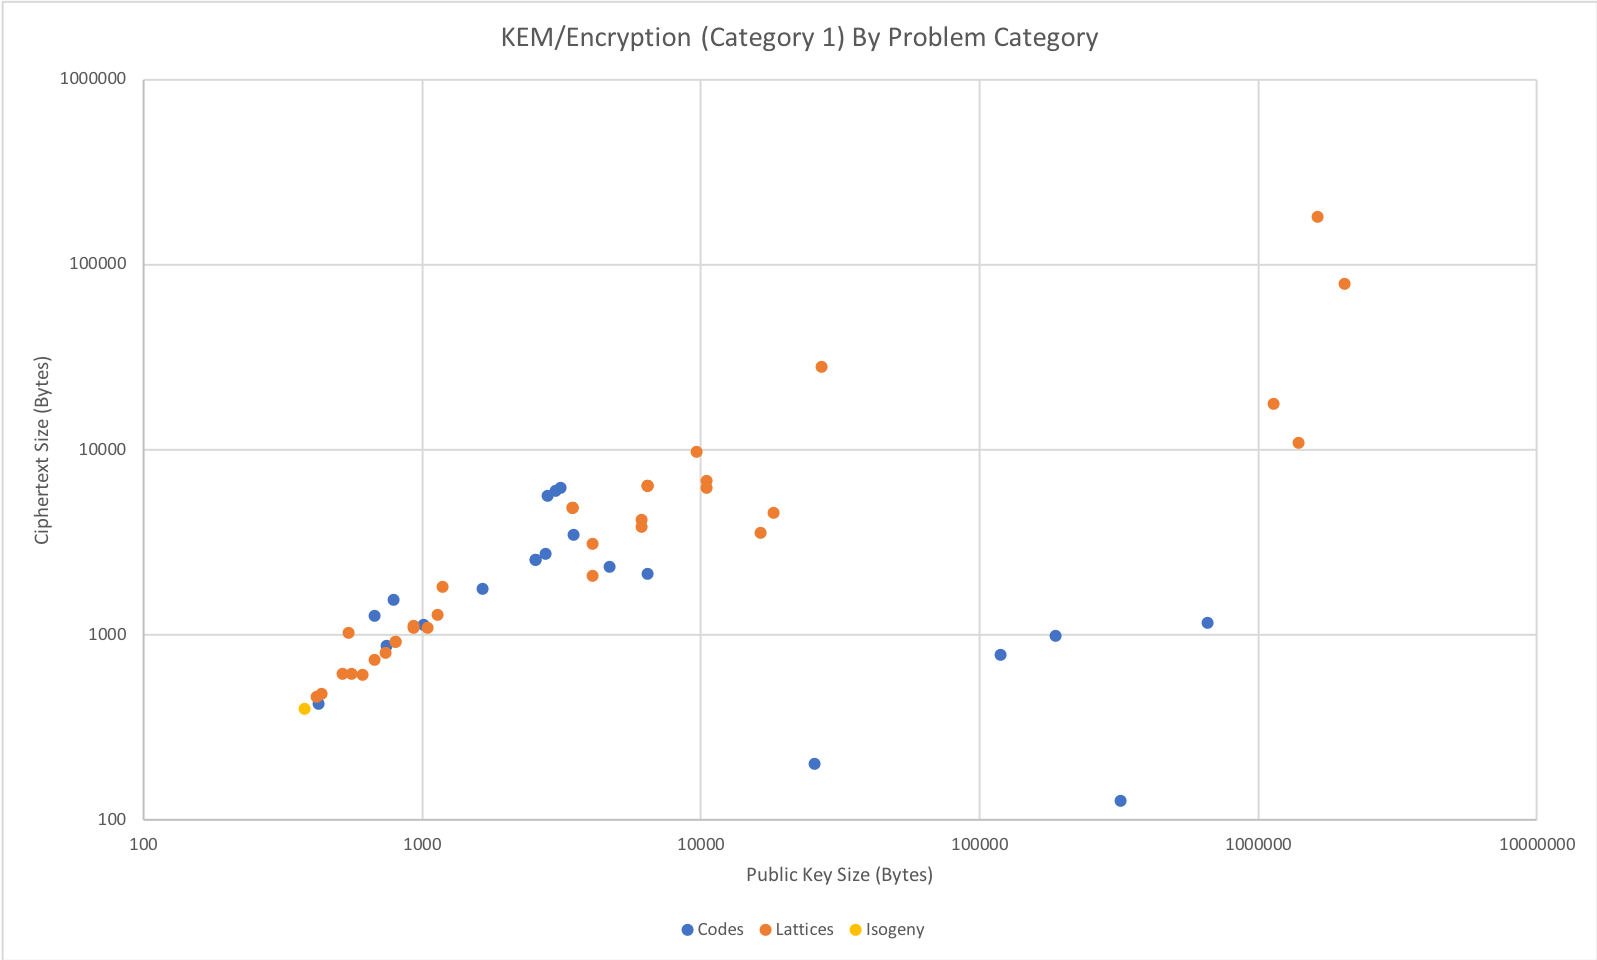 KEM/Encryption (Category 1) By Problem Category
1000000
100000
10000
1000
100
Ciphertext Size (Bytes)
100 1000 10000 100000 1000000 10000000
Public Key Size (Bytes)
Codes Lattices Isogeny